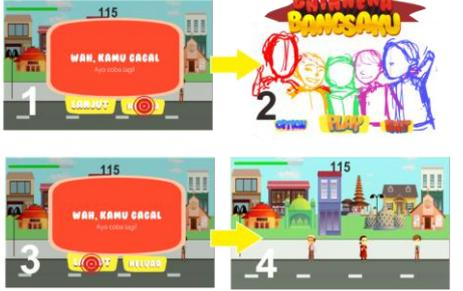 115
WAH, KAMU GAGAL
Ayo coba lagi!
LANJUT
1
BANGSAKU
2
OPTION
PLAY
EXIT
115
WAH, KAMU GAGAL
Ayo coba lagi!
KELUAR
3
115
4